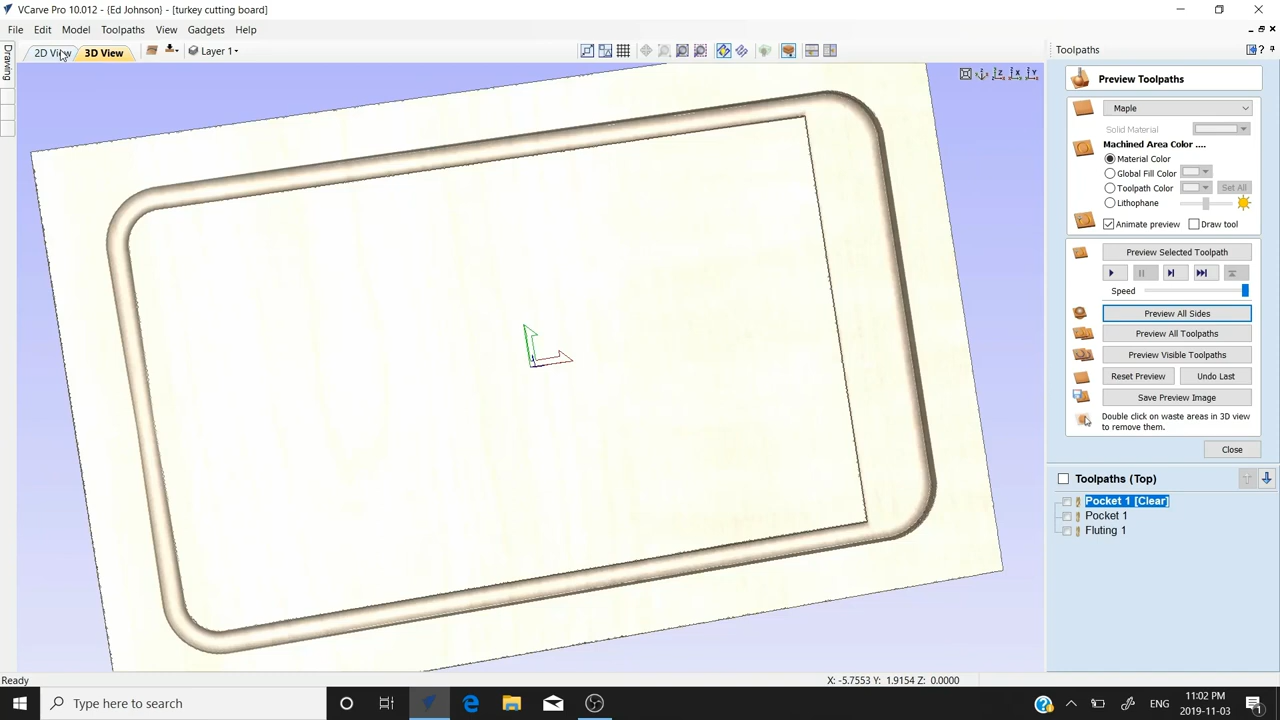 VCarve Pro 10.012 - {Ed Johnson} - [turkey cutting board]
File Edit Model Toolpaths View Gadgets Help
2D View 3D View Layer 1
Drawing
Toolpaths
Preview Toolpaths
Maple
Solid Material
Machined Area Color ....
Material Color
Global Fill Color
Toolpath Color Set All
Lithophane
Animate preview Draw tool
Preview Selected Toolpath
Speed
Preview All Sides
Preview All Toolpaths
Preview Visible Toolpaths
Reset Preview Undo Last
Save Preview Image
Double click on waste areas in 3D view
to remove them.
Close
Toolpaths (Top)
Pocket 1 [Clear]
Pocket 1
Fluting 1
Ready X: -5.7553 Y: 1.9154 Z: 0.0000
Type here to search
ENG
11:02 PM
2019-11-03